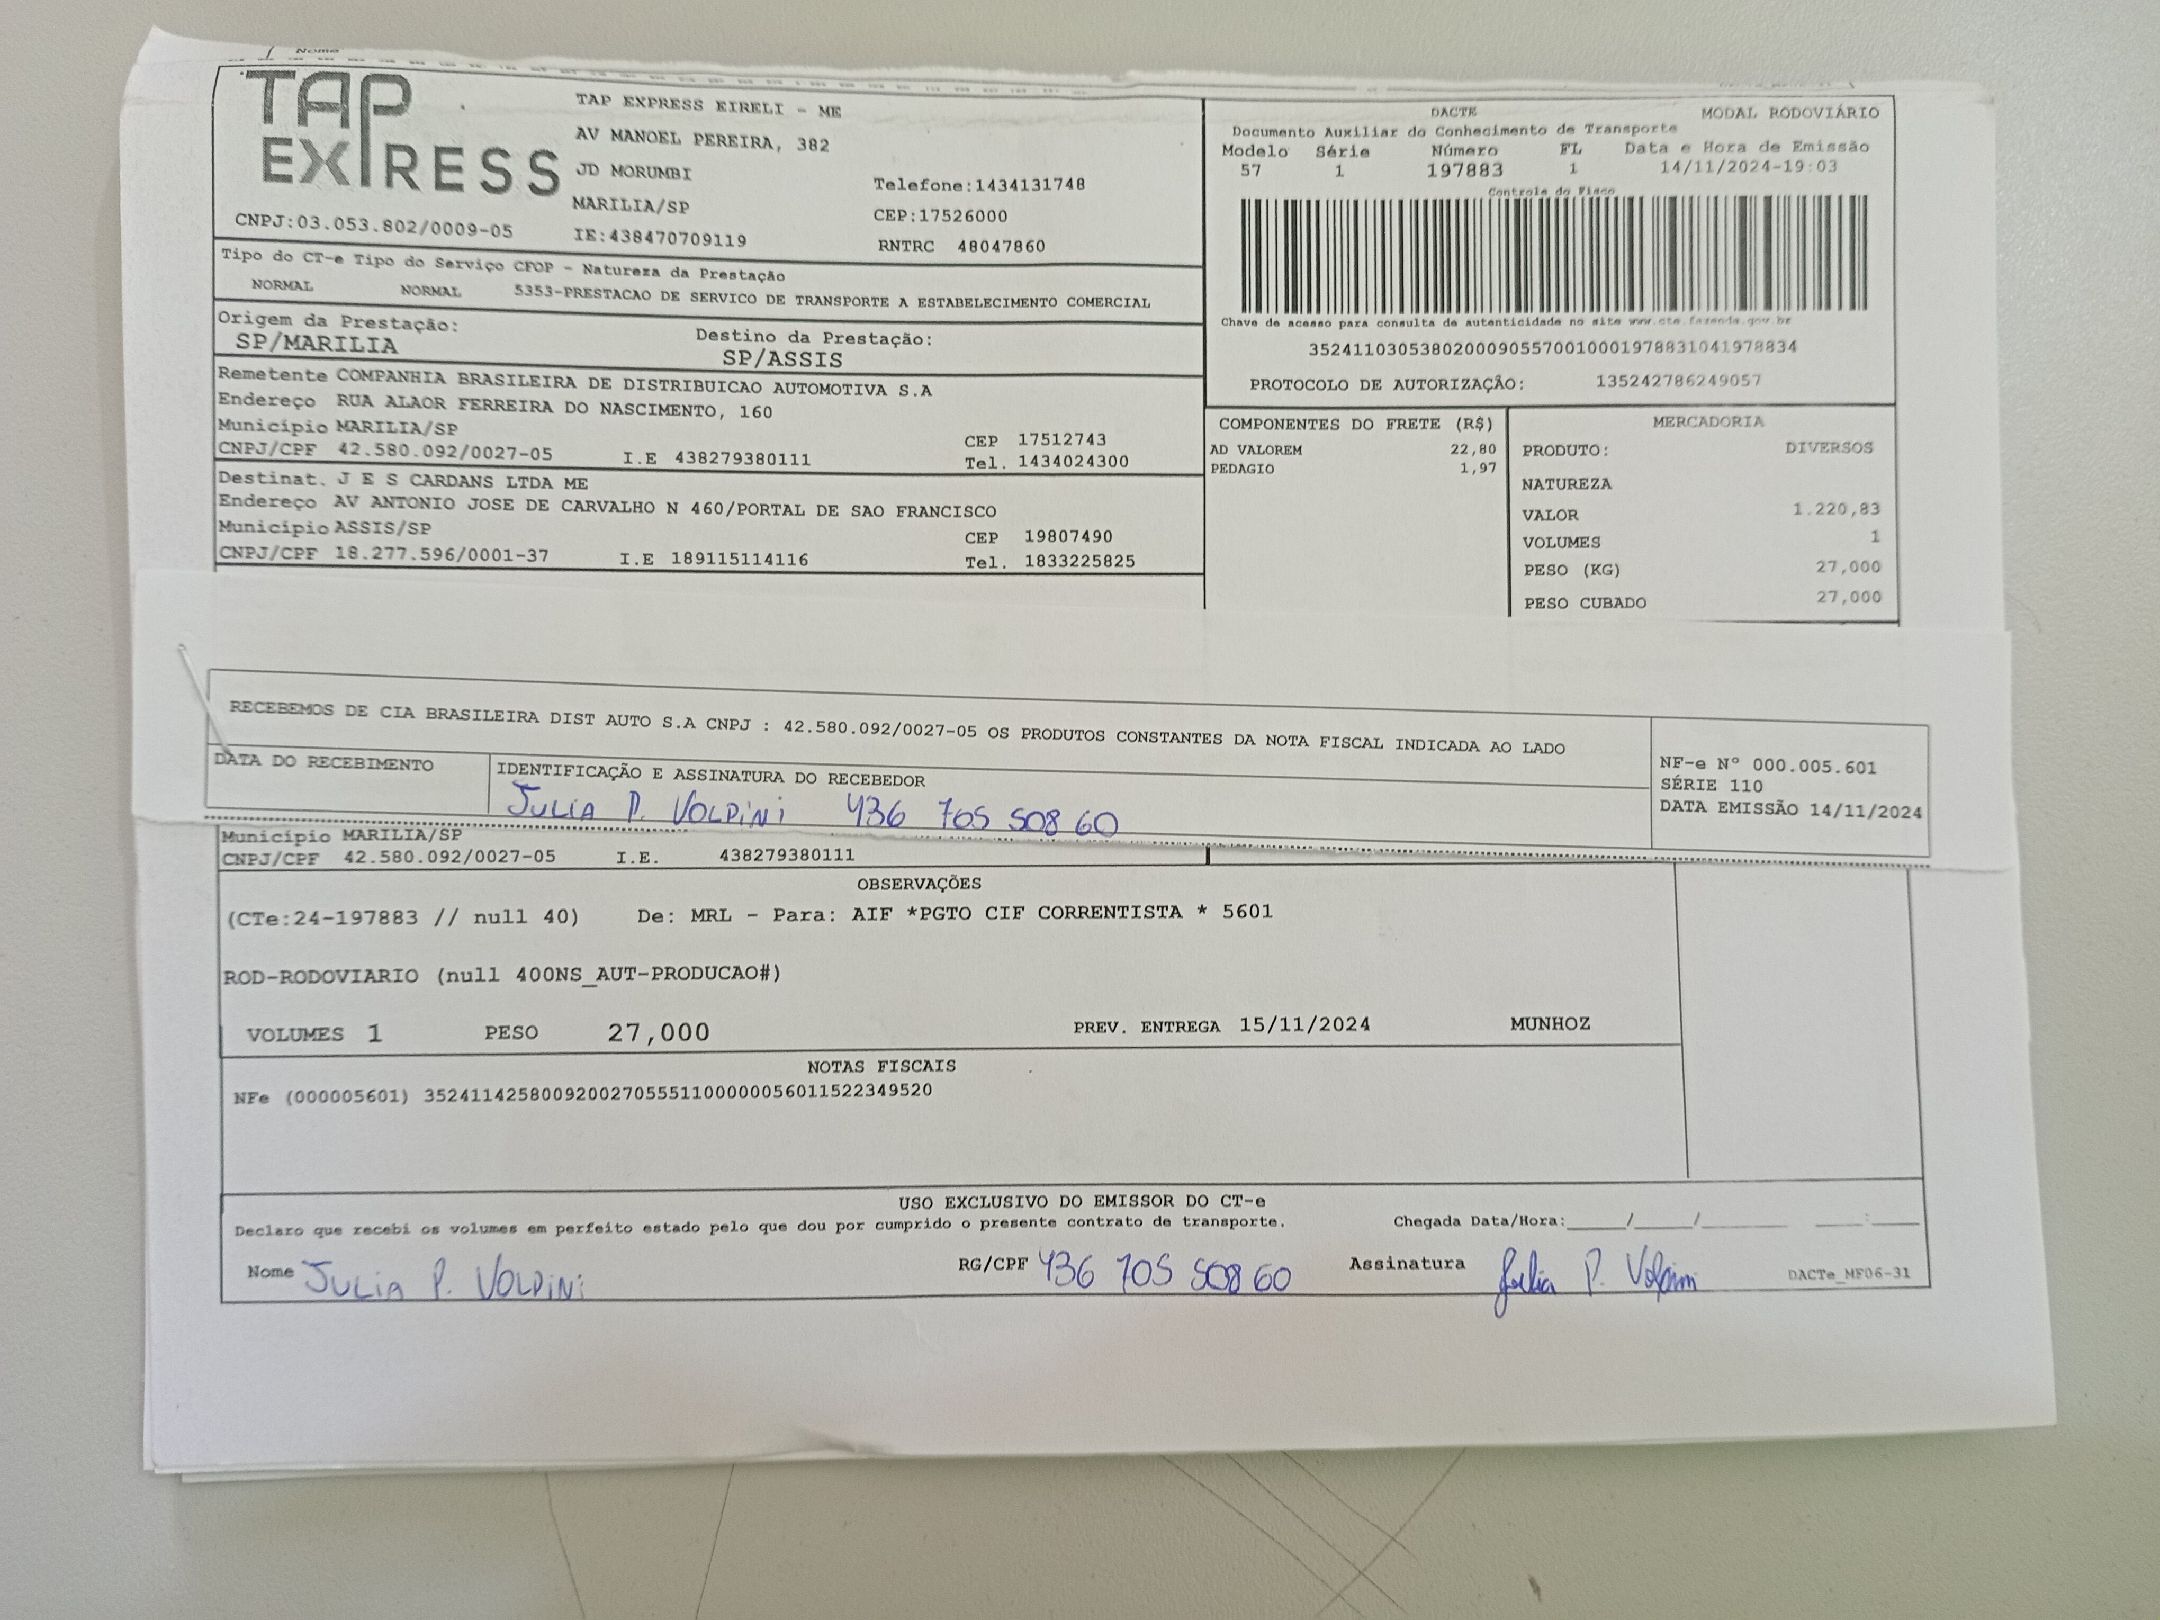 Nome
TAP
EXPRESS
CNPJ:03.053.802/0009-05
TAP EXPRESS EIRELI - ME
AV MANOEL PEREIRA, 382
JD MORUMBI
MARILIA/SP
IE:438470709119
Telefone:1434131748
CEP:17526000
RNTRC 48047860
DACTE MODAL RODOVIÁRIO
Documento Auxiliar do Conhecimento de Transporte
Modelo Série Número FL Data e Hora de Emissão
57 1 197883 1 14/11/2024-19:03
Controle do Fisco
Chave de acesso para consulta de autenticidade no site www.cte.fazenda.gov.br
35241103053802000905570010001978831041978834
PROTOCOLO DE AUTORIZAÇÃO: 135242786249057
Tipo do CT-e Tipo do Serviço CFOP - Natureza da Prestação
NORMAL NORMAL 5353-PRESTACAO DE SERVICO DE TRANSPORTE A ESTABELECIMENTO COMERCIAL
Origem da Prestação: Destino da Prestação:
SP/MARILIA SP/ASSIS
Remetente COMPANHIA BRASILEIRA DE DISTRIBUICAO AUTOMOTIVA S.A
Endereço RUA ALAOR FERREIRA DO NASCIMENTO, 160
Município MARILIA/SP CEP 17512743
CNPJ/CPF 42.580.092/0027-05 I.E 438279380111 Tel. 1434024300
Destinat. J E S CARDANS LTDA ME
Endereço AV ANTONIO JOSE DE CARVALHO N 460/PORTAL DE SAO FRANCISCO
Município ASSIS/SP CEP 19807490
CNPJ/CPF 18.277.596/0001-37 I.E 189115114116 Tel. 1833225825
COMPONENTES DO FRETE (R$)
AD VALOREM 22,80
PEDAGIO 1,97
MERCADORIA
PRODUTO: DIVERSOS
NATUREZA
VALOR 1.220,83
VOLUMES 1
PESO (KG) 27,000
PESO CUBADO 27,000
RECEBEMOS DE CIA BRASILEIRA DIST AUTO S.A CNPJ : 42.580.092/0027-05 OS PRODUTOS CONSTANTES DA NOTA FISCAL INDICADA AO LADO
DATA DO RECEBIMENTO IDENTIFICAÇÃO E ASSINATURA DO RECEBEDOR
JULIA P. VOLPINI 436 705 508 60
NF-e Nº 000.005.601
SÉRIE 110
DATA EMISSÃO 14/11/2024
Município MARILIA/SP
CNPJ/CPF 42.580.092/0027-05 I.E. 438279380111
OBSERVAÇÕES
(CTe:24-197883 // null 40) De: MRL - Para: AIF *PGTO CIF CORRENTISTA * 5601
ROD-RODOVIARIO (null 400NS_AUT-PRODUCAO#)
VOLUMES 1 PESO 27,000 PREV. ENTREGA 15/11/2024 MUNHOZ
NOTAS FISCAIS
NFe (000005601) 35241142580092002705551100000056011522349520
USO EXCLUSIVO DO EMISSOR DO CT-e
Declaro que recebi os volumes em perfeito estado pelo que dou por cumprido o presente contrato de transporte. Chegada Data/Hora:_____/_____/_______ ____:____
Nome JULIA P. VOLPINI RG/CPF 436 705 508 60 Assinatura Julia P. Volpini DACTe_MF06-31